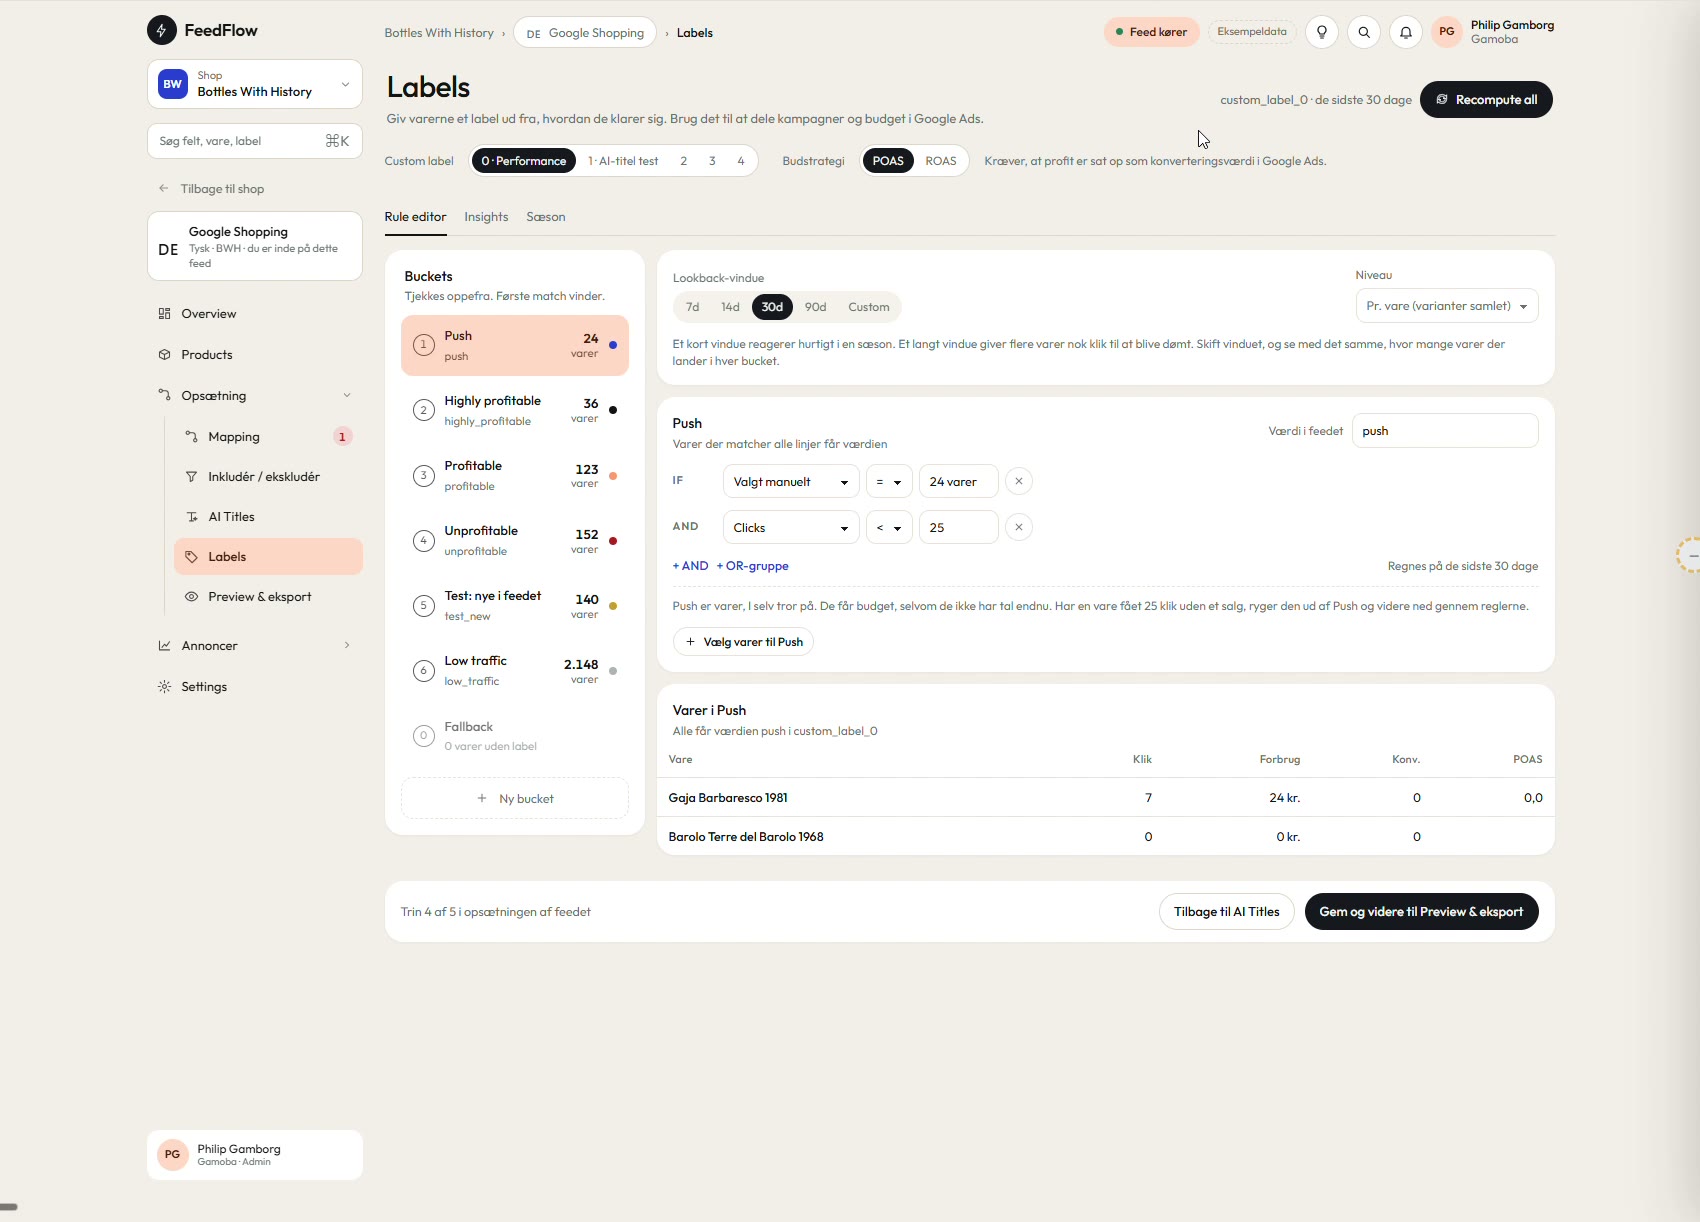 FeedFlow
BW
Shop
Bottles With History
Søg felt, vare, label
⌘K
Tilbage til shop
DE
Google Shopping
Tysk · BWH · du er inde på dette
feed
Overview
Products
Opsætning
Mapping
1
Inkludér / ekskludér
AI Titles
Labels
Preview & eksport
Annoncer
Settings
PG
Philip Gamborg
Gamoba · Admin
Bottles With History › DE Google Shopping › Labels
Feed kører
Eksempeldata
PG
Philip Gamborg
Gamoba
Labels
Giv varerne et label ud fra, hvordan de klarer sig. Brug det til at dele kampagner og budget i Google Ads.
custom_label_0 · de sidste 30 dage
Recompute all
Custom label
0 · Performance
1 · AI-titel test
2
3
4
Budstrategi
POAS
ROAS
Kræver, at profit er sat op som konverteringsværdi i Google Ads.
Rule editor
Insights
Sæson
Buckets
Tjekkes oppefra. Første match vinder.
1
Push
push
24
varer
2
Highly profitable
highly_profitable
36
varer
3
Profitable
profitable
123
varer
4
Unprofitable
unprofitable
152
varer
5
Test: nye i feedet
test_new
140
varer
6
Low traffic
low_traffic
2.148
varer
0
Fallback
0 varer uden label
+ Ny bucket
Lookback-vindue
7d
14d
30d
90d
Custom
Niveau
Pr. vare (varianter samlet)
Et kort vindue reagerer hurtigt i en sæson. Et langt vindue giver flere varer nok klik til at blive dømt. Skift vinduet, og se med det samme, hvor mange varer der
lander i hver bucket.
Push
Varer der matcher alle linjer får værdien
Værdi i feedet
push
IF
Valgt manuelt
=
24 varer
×
AND
Clicks
<
25
×
+ AND
+ OR-gruppe
Regnes på de sidste 30 dage
Push er varer, I selv tror på. De får budget, selvom de ikke har tal endnu. Har en vare fået 25 klik uden et salg, ryger den ud af Push og videre ned gennem reglerne.
+ Vælg varer til Push
Varer i Push
Alle får værdien push i custom_label_0
Vare
Klik
Forbrug
Konv.
POAS
Gaja Barbaresco 1981
7
24 kr.
0
0,0
Barolo Terre del Barolo 1968
0
0 kr.
0
Trin 4 af 5 i opsætningen af feedet
Tilbage til AI Titles
Gem og videre til Preview & eksport